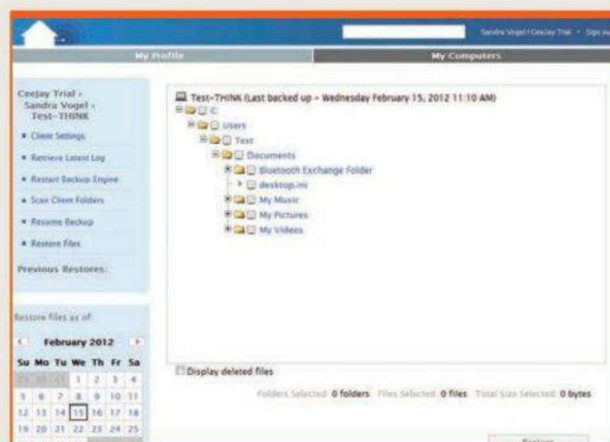 Sandra Vogel / CeeJay Trial • Sign
My Profile
My Computers
CeeJay Trial »
Sandra Vogel »
Test-THINK
Client Settings
Retrieve Latest Log
Restart Backup Engine
Scan Client Folders
Resume Backup
Restore Files
Previous Restores:
Restore files as of:
February 2012
Su Mo Tu We Th Fr Sa
29 30 31 1 2 3 4
5 6 7 8 9 10 11
12 13 14 15 16 17 18
19 20 21 22 23 24 25
Test-THINK (Last backed up - Wednesday February 15, 2012 11:10 AM)
C:
Users
Test
Documents
Bluetooth Exchange Folder
desktop.ini
My Music
My Pictures
My Videos
Display deleted files
Folders Selected: 0 folders Files Selected: 0 files Total Size Selected: 0 bytes
Restore